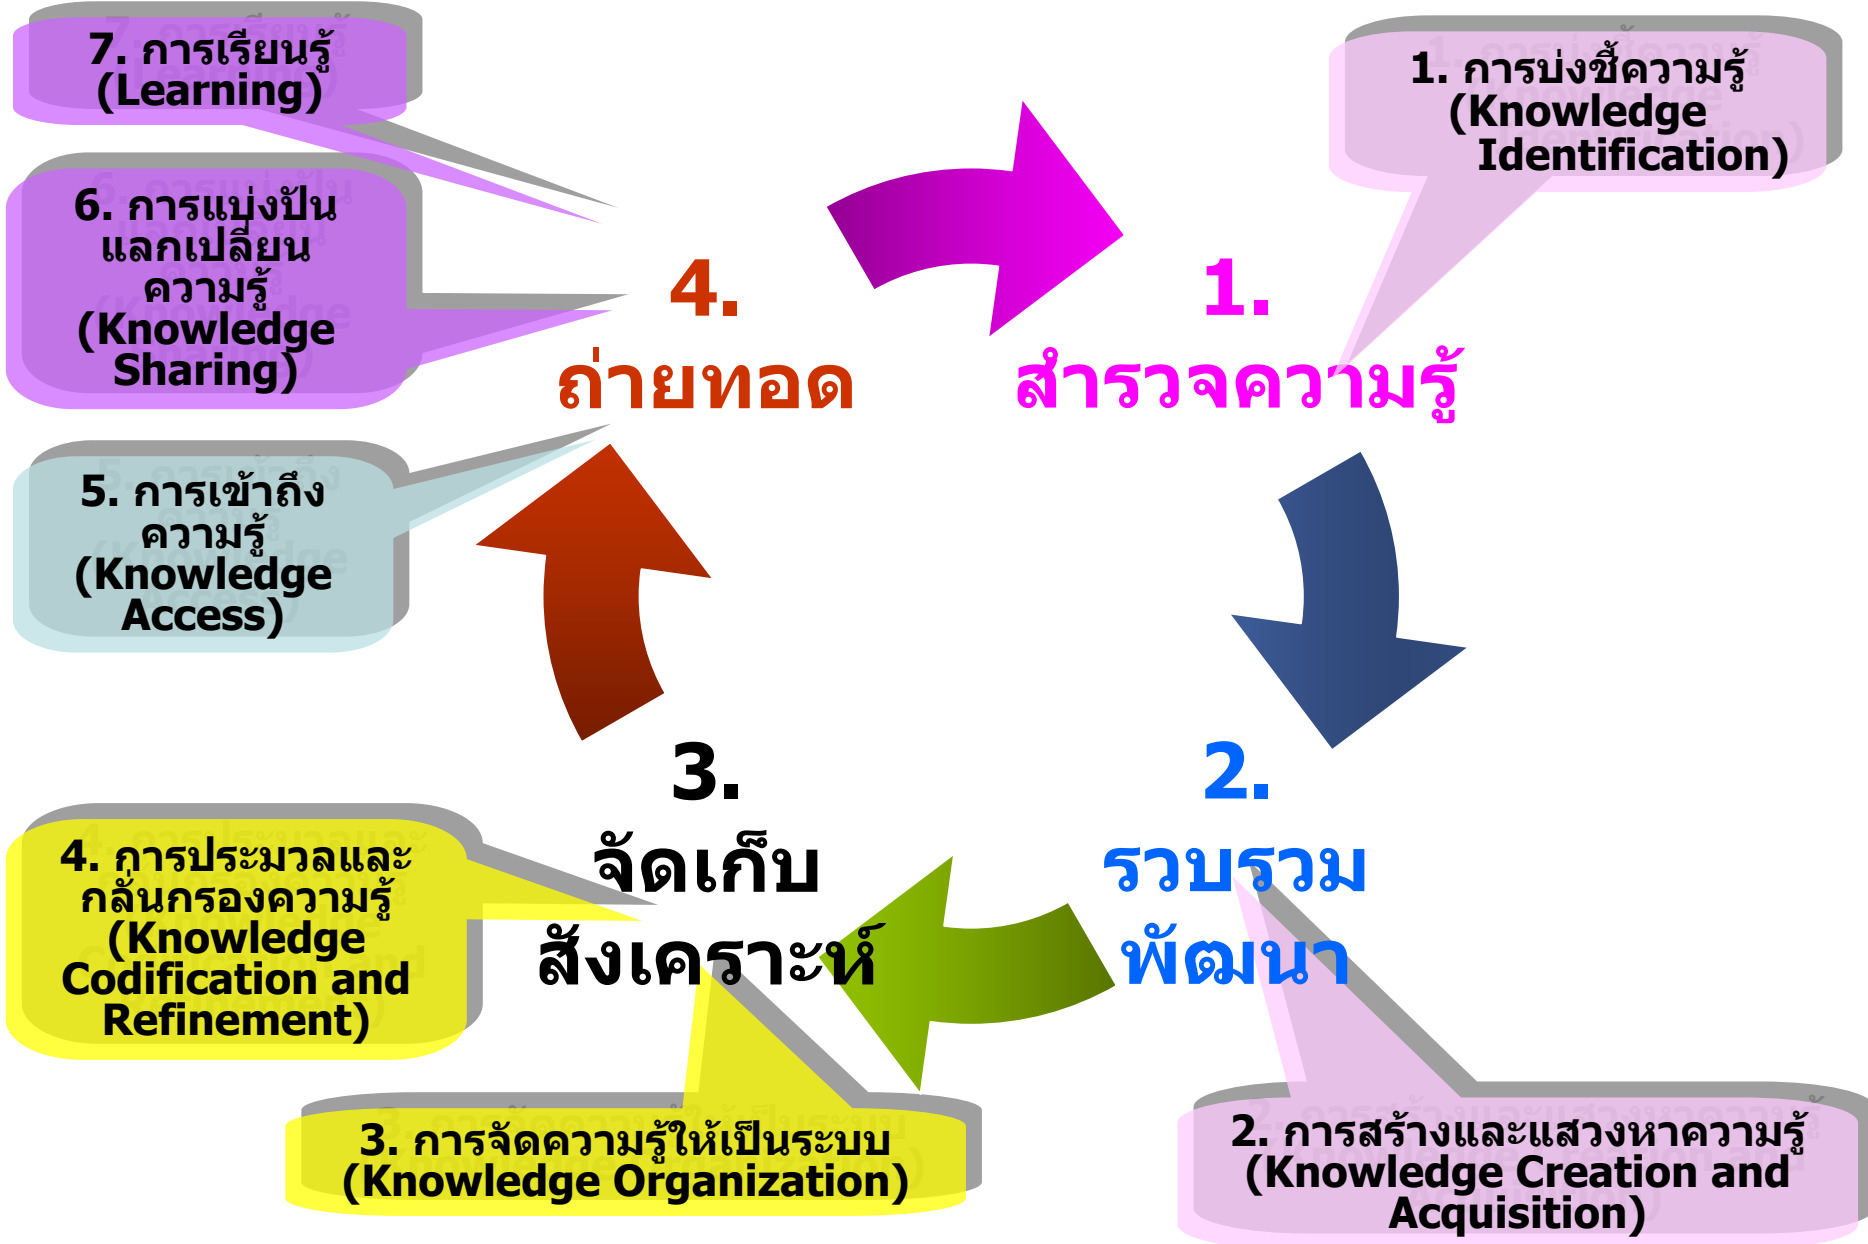 7. การเรียนรู้
(Learning)
1. การบ่งชี้ความรู้
(Knowledge
Identification)
6. การแบ่งปัน
แลกเปลี่ยน
ความรู้
(Knowledge
Sharing)
4.
ถ่ายทอด
1.
สำรวจความรู้
5. การเข้าถึง
ความรู้
(Knowledge
Access)
3.
จัดเก็บ
สังเคราะห์
2.
รวบรวม
พัฒนา
4. การประมวลและ
กลั่นกรองความรู้
(Knowledge
Codification and
Refinement)
3. การจัดความรู้ให้เป็นระบบ
(Knowledge Organization)
2. การสร้างและแสวงหาความรู้
(Knowledge Creation and
Acquisition)